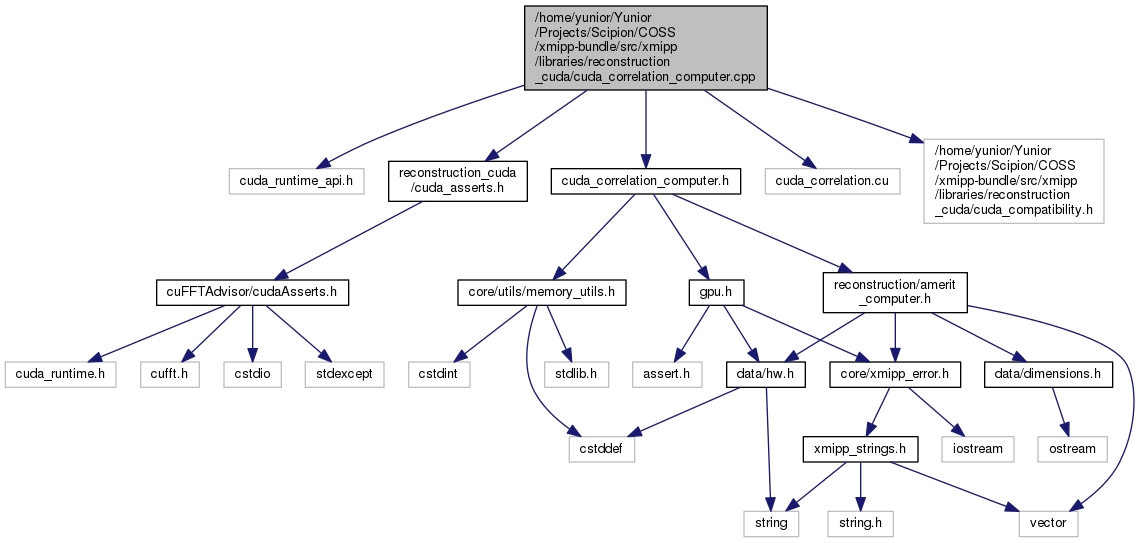 /home/yunior/Yunior
/Projects/Scipion/COSS
/xmipp-bundle/src/xmipp
/libraries/reconstruction
_cuda/cuda_correlation_computer.cpp
cuda_runtime_api.h
reconstruction_cuda
/cuda_asserts.h
cuda_correlation_computer.h
cuda_correlation.cu
/home/yunior/Yunior
/Projects/Scipion/COSS
/xmipp-bundle/src/xmipp
/libraries/reconstruction
_cuda/cuda_compatibility.h
cuFFTAdvisor/cudaAsserts.h
core/utils/memory_utils.h
gpu.h
reconstruction/amerit
_computer.h
cuda_runtime.h
cufft.h
cstdio
stdexcept
cstdint
stdlib.h
assert.h
data/hw.h
core/xmipp_error.h
data/dimensions.h
cstddef
xmipp_strings.h
iostream
ostream
string
string.h
vector